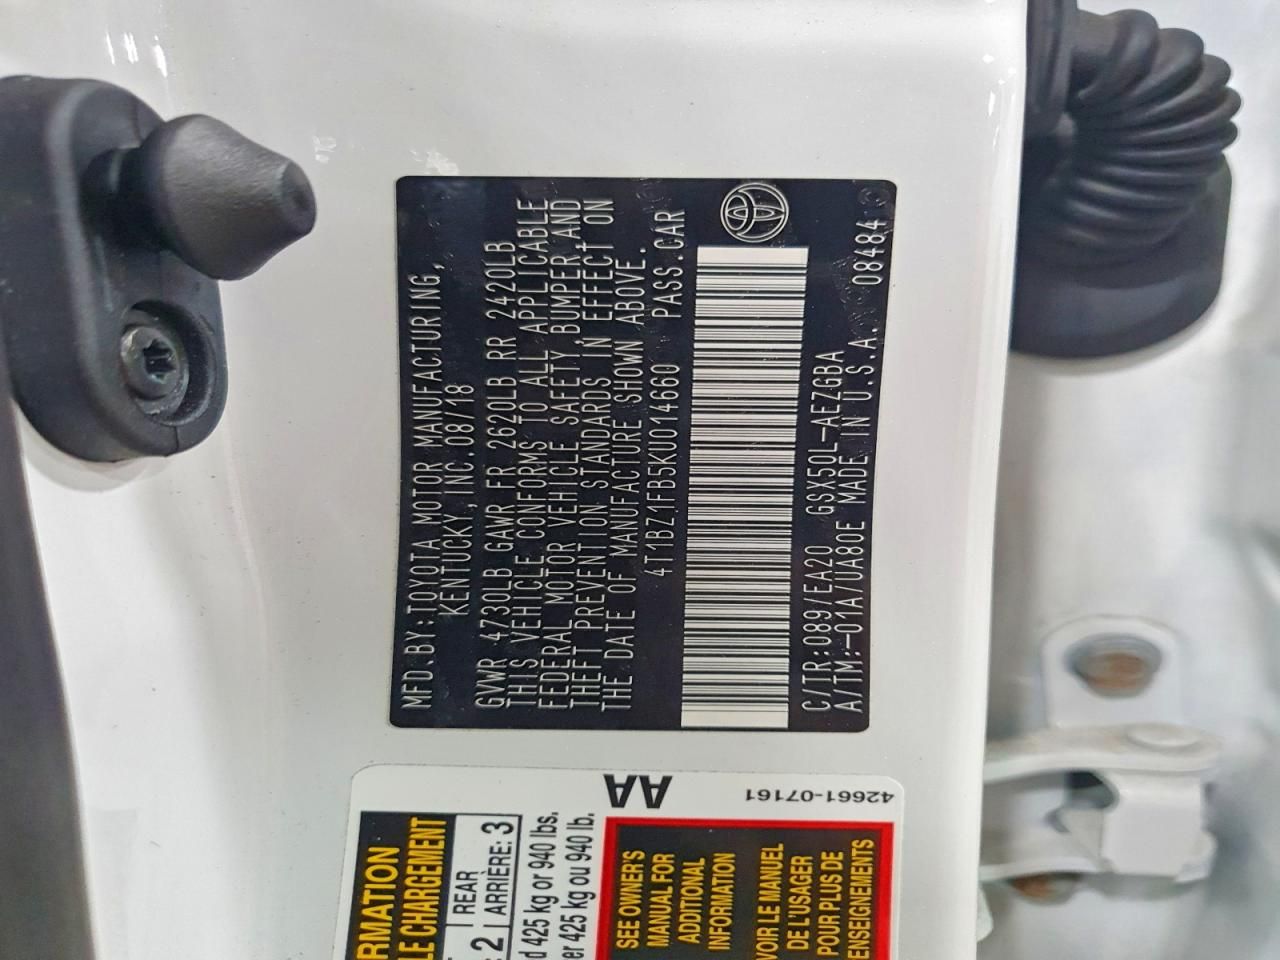 MFD.BY:TOYOTA MOTOR MANUFACTURING,
KENTUCKY, INC. 08/18
GVWR 4730LB GAWR FR 2620LB RR 2420LB
THIS VEHICLE CONFORMS TO ALL APPLICABLE
FEDERAL MOTOR VEHICLE SAFETY, BUMPER, AND
THEFT PREVENTION STANDARDS IN EFFECT ON
THE DATE OF MANUFACTURE SHOWN ABOVE.
4T1BZ1FB5KU014660 PASS.CAR
C/TR:089/EA20 GSX50L-AEZGBA
A/TM:-01A/UA80E MADE IN U.S.A. 08484
AA
42661-07161
RMATION
LE CHARGEMENT
2 REAR
ARRIÈRE: 3
d 425 kg or 940 lbs.
er 425 kg ou 940 lb.
SEE OWNER'S
MANUAL FOR
ADDITIONAL
INFORMATION
VOIR LE MANUEL
DE L'USAGER
POUR PLUS DE
ENSEIGNEMENTS